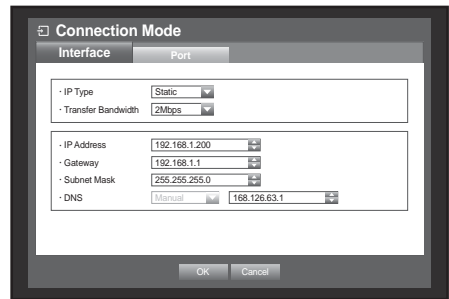 Connection Mode
Interface Port
· IP Type Static
· Transfer Bandwidth 2Mbps
· IP Address 192.168.1.200
· Gateway 192.168.1.1
· Subnet Mask 255.255.255.0
· DNS Manual 168.126.63.1
OK Cancel